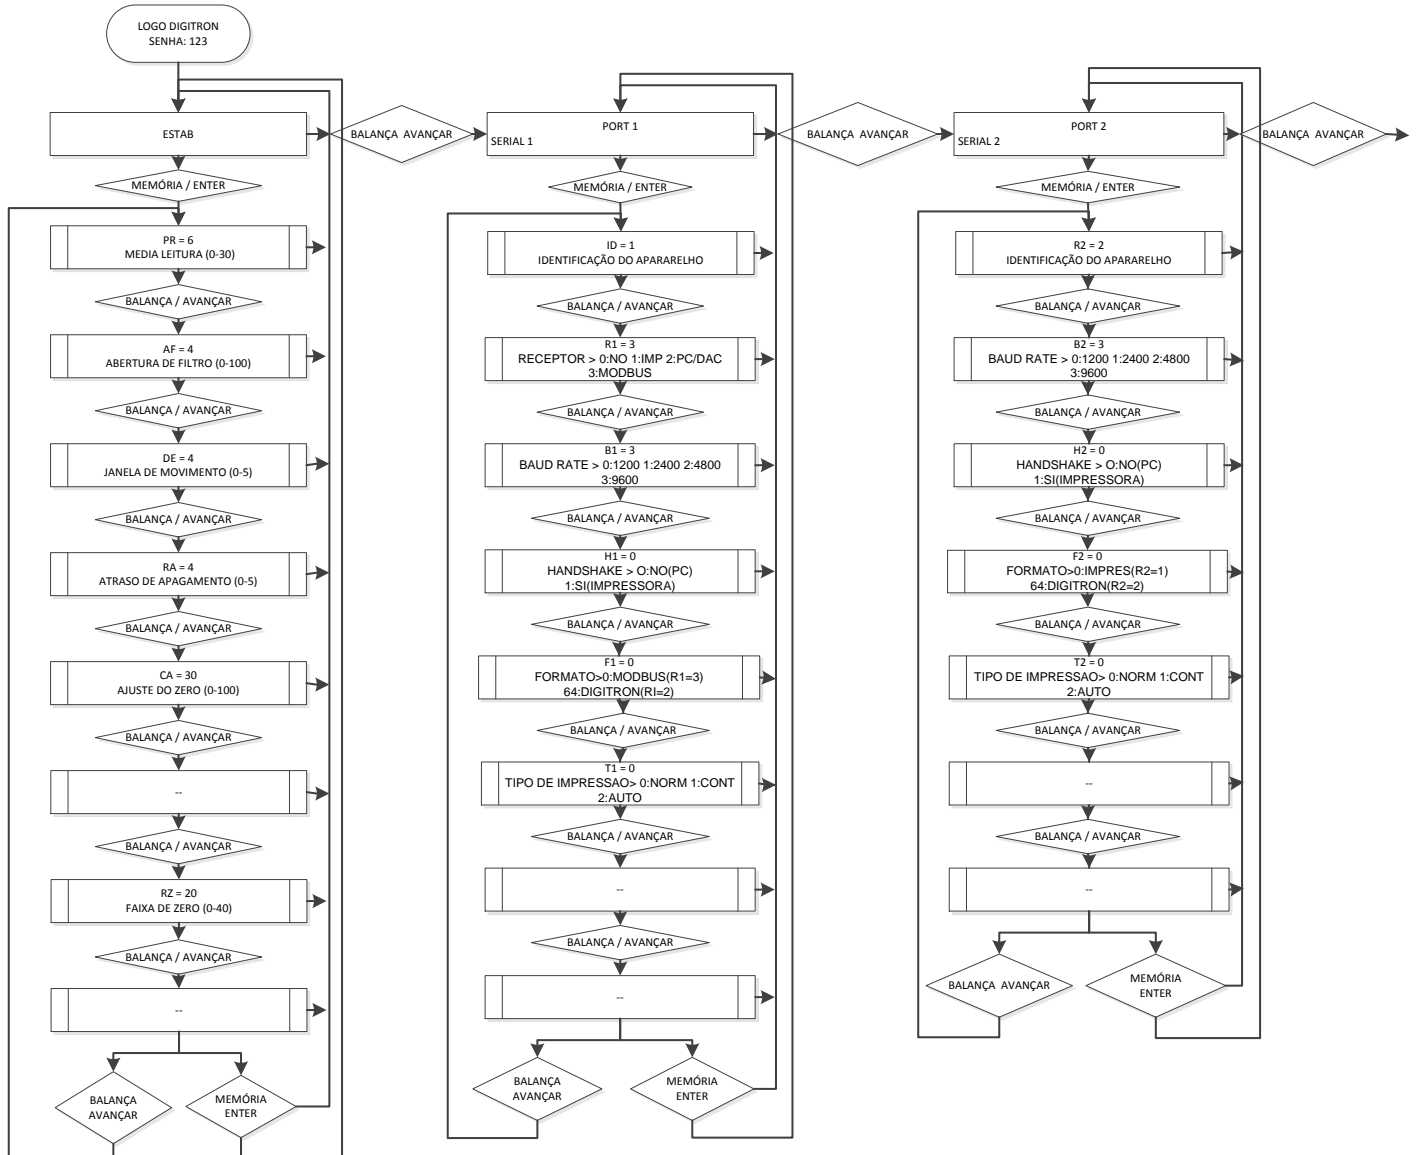 LOGO DIGITRON
SENHA: 123
ESTAB
MEMÓRIA / ENTER
PR = 6
MEDIA LEITURA (0-30)
BALANÇA / AVANÇAR
AF = 4
ABERTURA DE FILTRO (0-100)
BALANÇA / AVANÇAR
DE = 4
JANELA DE MOVIMENTO (0-5)
BALANÇA / AVANÇAR
RA = 4
ATRASO DE APAGAMENTO (0-5)
BALANÇA / AVANÇAR
CA = 30
AJUSTE DO ZERO (0-100)
BALANÇA / AVANÇAR
--
BALANÇA / AVANÇAR
RZ = 20
FAIXA DE ZERO (0-40)
BALANÇA / AVANÇAR
--
BALANÇA
AVANÇAR
MEMÓRIA
ENTER
BALANÇA AVANÇAR
PORT 1
SERIAL 1
MEMÓRIA / ENTER
ID = 1
IDENTIFICAÇÃO DO APARARELHO
BALANÇA / AVANÇAR
R1 = 3
RECEPTOR > 0:NO 1:IMP 2:PC/DAC
3:MODBUS
BALANÇA / AVANÇAR
B1 = 3
BAUD RATE > 0:1200 1:2400 2:4800
3:9600
BALANÇA / AVANÇAR
H1 = 0
HANDSHAKE > O:NO(PC)
1:SI(IMPRESSORA)
BALANÇA / AVANÇAR
F1 = 0
FORMATO>0:MODBUS(R1=3)
64:DIGITRON(RI=2)
BALANÇA / AVANÇAR
T1 = 0
TIPO DE IMPRESSAO> 0:NORM 1:CONT
2:AUTO
BALANÇA / AVANÇAR
--
BALANÇA / AVANÇAR
--
BALANÇA
AVANÇAR
MEMÓRIA
ENTER
BALANÇA AVANÇAR
PORT 2
SERIAL 2
MEMÓRIA / ENTER
R2 = 2
IDENTIFICAÇÃO DO APARARELHO
BALANÇA / AVANÇAR
B2 = 3
BAUD RATE > 0:1200 1:2400 2:4800
3:9600
BALANÇA / AVANÇAR
H2 = 0
HANDSHAKE > O:NO(PC)
1:SI(IMPRESSORA)
BALANÇA / AVANÇAR
F2 = 0
FORMATO>0:IMPRES(R2=1)
64:DIGITRON(R2=2)
BALANÇA / AVANÇAR
T2 = 0
TIPO DE IMPRESSAO> 0:NORM 1:CONT
2:AUTO
BALANÇA / AVANÇAR
--
BALANÇA / AVANÇAR
--
BALANÇA AVANÇAR
MEMÓRIA
ENTER
BALANÇA AVANÇAR